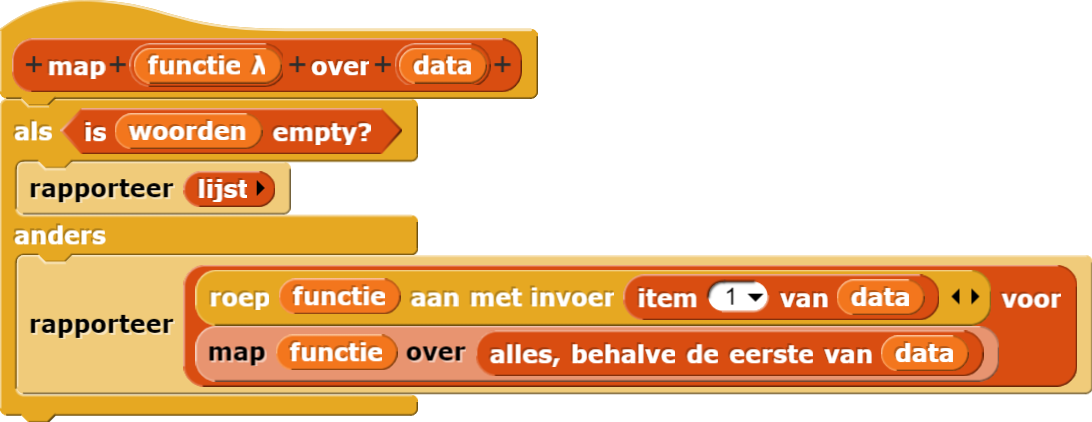 + map + functie λ + over + data +
als is woorden empty?
rapporteer lijst
anders
roep functie aan met invoer item 1 van data voor
rapporteer
map functie over alles, behalve de eerste van data